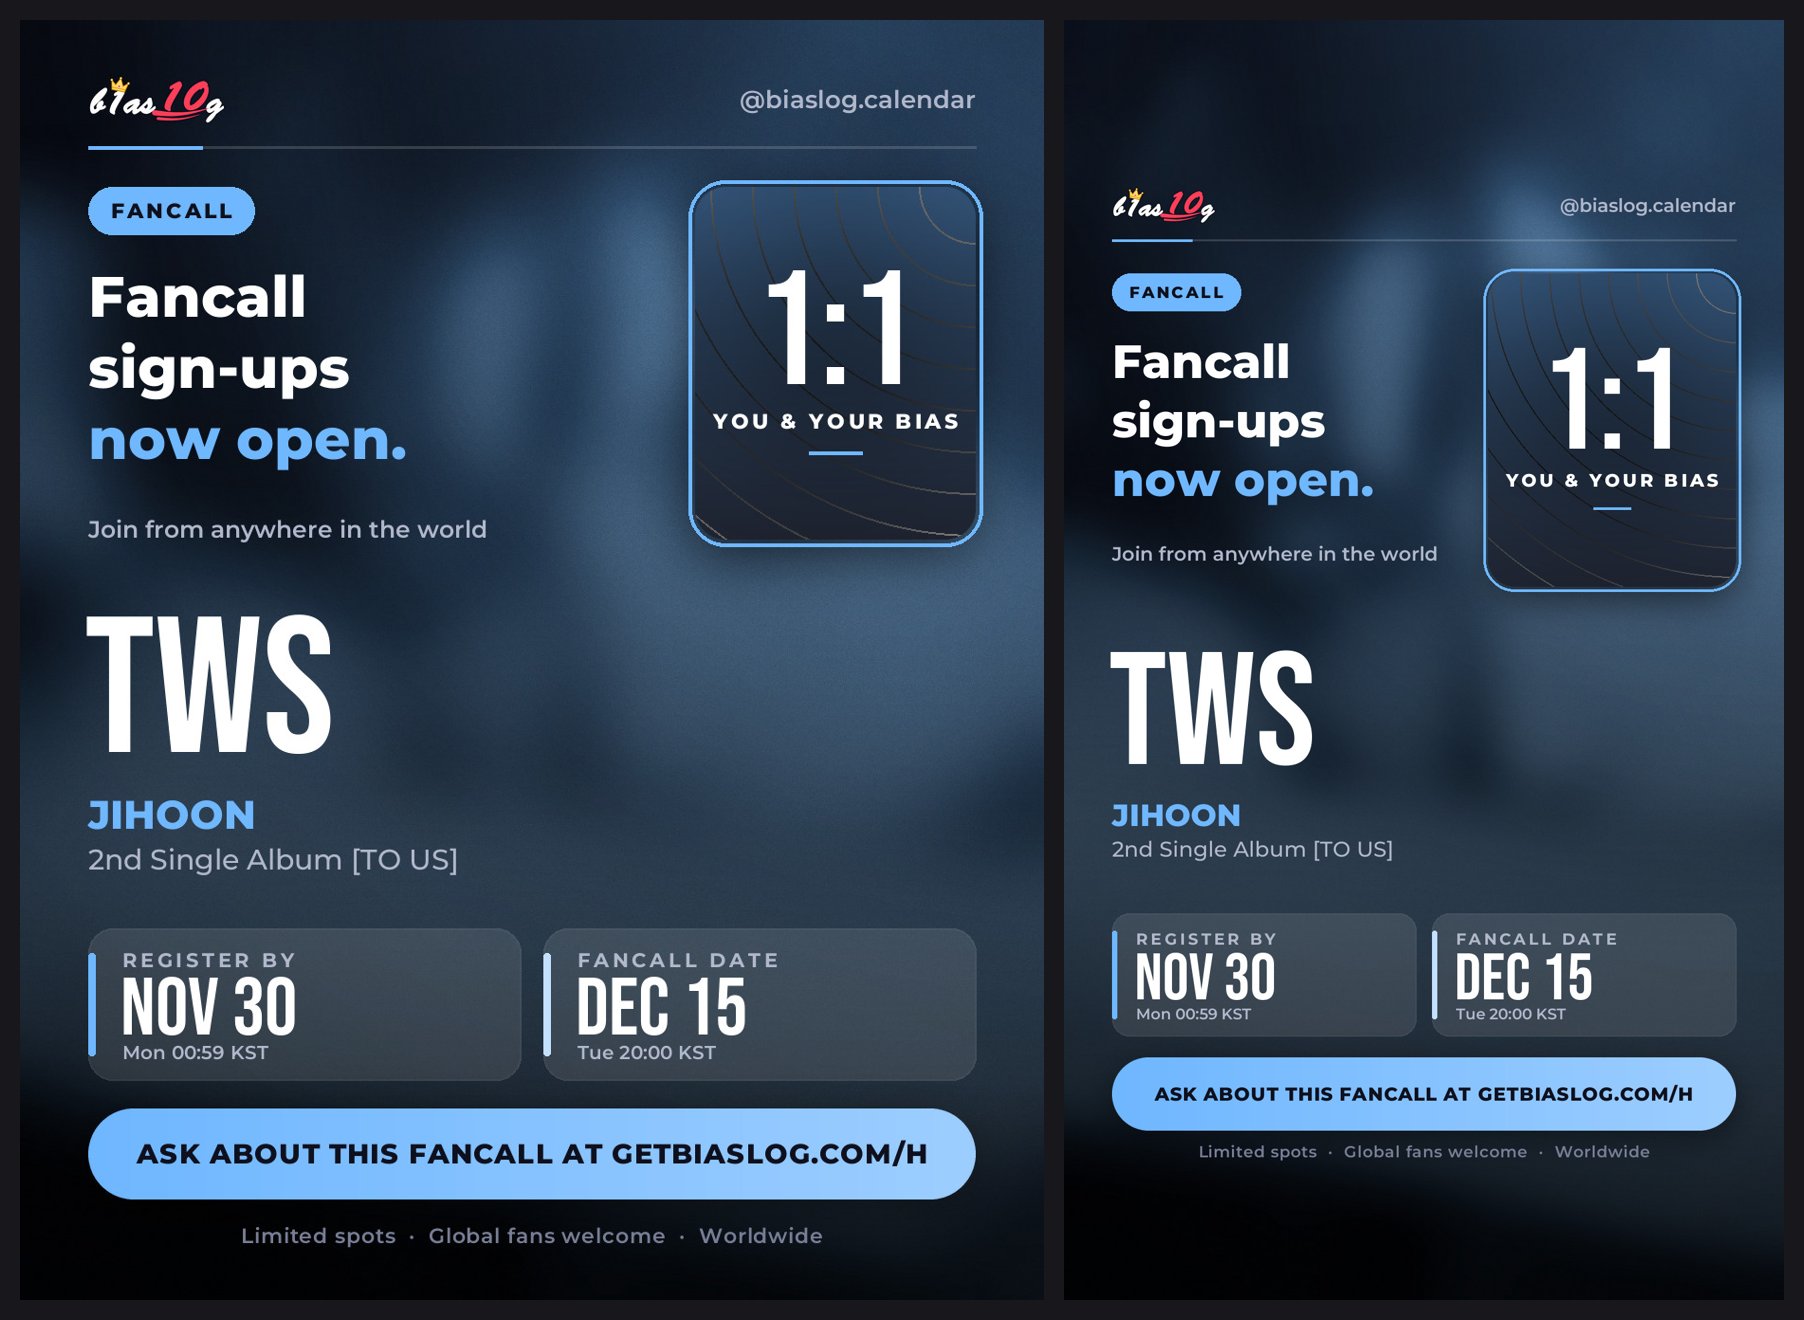 b1as10g
@biaslog.calendar
FANCALL
Fancall
sign-ups
now open.
Join from anywhere in the world
1:1
YOU & YOUR BIAS
TWS
JIHOON
2nd Single Album [TO US]
REGISTER BY
NOV 30
Mon 00:59 KST
FANCALL DATE
DEC 15
Tue 20:00 KST
ASK ABOUT THIS FANCALL AT GETBIASLOG.COM/H
Limited spots · Global fans welcome · Worldwide
b1as10g
@biaslog.calendar
FANCALL
Fancall
sign-ups
now open.
Join from anywhere in the world
1:1
YOU & YOUR BIAS
TWS
JIHOON
2nd Single Album [TO US]
REGISTER BY
NOV 30
Mon 00:59 KST
FANCALL DATE
DEC 15
Tue 20:00 KST
ASK ABOUT THIS FANCALL AT GETBIASLOG.COM/H
Limited spots · Global fans welcome · Worldwide